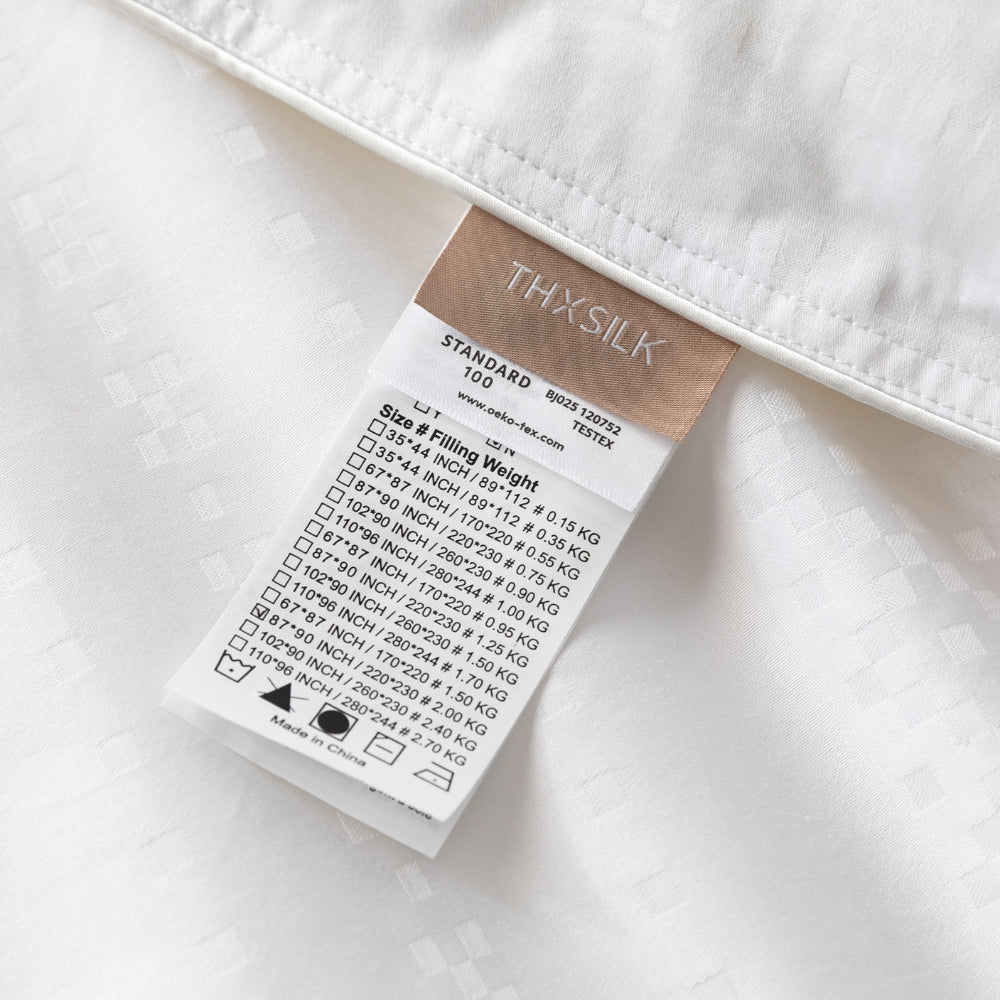 THXSILK
STANDARD
100
BJ025 120752
TESTEX
www.oeko-tex.com
Y
N
Size # Filling Weight
35*44 INCH / 89*112 # 0.15 KG
35*44 INCH / 89*112 # 0.35 KG
67*87 INCH / 170*220 # 0.55 KG
87*90 INCH / 220*230 # 0.75 KG
102*90 INCH / 260*230 # 0.90 KG
110*96 INCH / 280*244 # 1.00 KG
67*87 INCH / 170*220 # 0.95 KG
87*90 INCH / 220*230 # 1.25 KG
102*90 INCH / 260*230 # 1.50 KG
110*96 INCH / 280*244 # 1.70 KG
67*87 INCH / 170*220 # 1.50 KG
87*90 INCH / 220*230 # 2.00 KG
102*90 INCH / 260*230 # 2.40 KG
110*96 INCH / 280*244 # 2.70 KG
Made in China